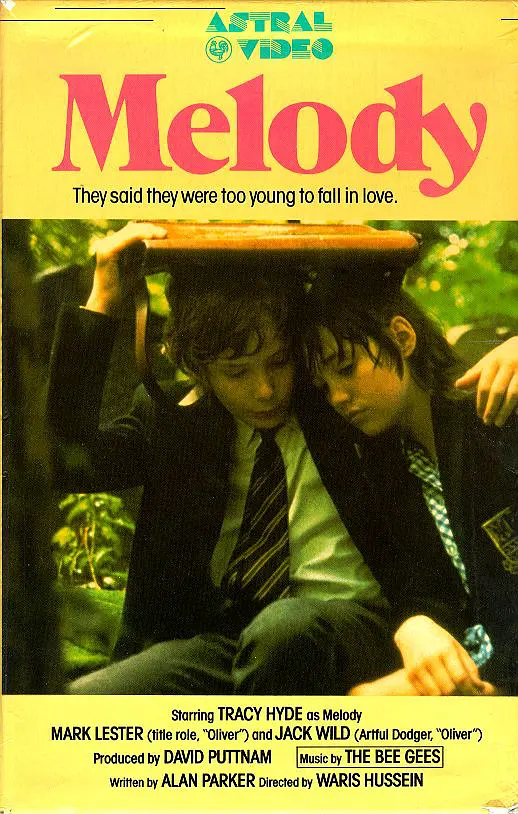 ASTRAL
VIDEO
Melody
They said they were too young to fall in love.
Starring TRACY HYDE as Melody
MARK LESTER (title role, "Oliver") and JACK WILD (Artful Dodger, "Oliver")
Produced by DAVID PUTTNAM Music by THE BEE GEES
Written by ALAN PARKER Directed by WARIS HUSSEIN